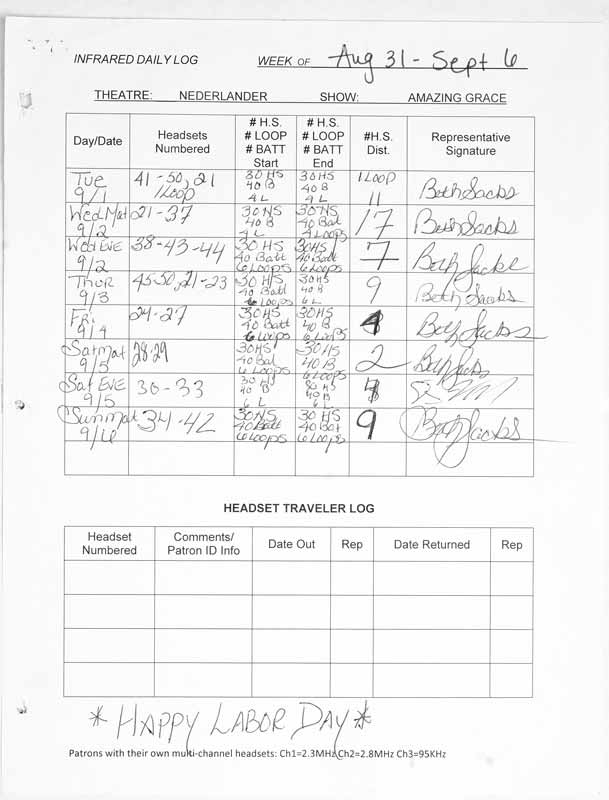 INFRARED DAILY LOG WEEK OF Aug 31 - Sept 6
THEATRE: NEDERLANDER SHOW: AMAZING GRACE
Day/Date Headsets Numbered # H.S. # LOOP # BATT Start # H.S. # LOOP # BATT End #H.S. Dist. Representative Signature
Tue 9/1 41-50, 21 1 Loop 30 HS 40 B 4 L 30 HS 40 B 4 L 1 LOOP 11 Beth Sacks
Wed Mat 9/2 21-37 30 HS 40 B 4 L 30 HS 40 Bat 4 Loops 17 Beth Sacks
Wed EVE 9/2 38-43-44 30 HS 40 Batt 6 Loops 30 HS 40 Batt 6 Loops 7 Beth Sacks
Thur 9/3 45-50, 21-23 30 HS 40 Batt 6 Loops 30 HS 40 B 6 L 9 Beth Sacks
Fri 9/4 24-27 30 HS 40 Batt 6 Loops 30 HS 40 B 6 Loops 4 Beth Sacks
Sat Mat 9/5 28-29 30 HS 40 Bat 6 Loops 30 HS 40 B 6 Loops 2 Beth Sacks
Sat EVE 9/5 30-33 30 HS 40 B 6 L 30 HS 40 B 6 L 4
Sun Mat 9/6 34-42 30 HS 40 Batt 6 Loops 30 HS 40 Bat 6 Loops 9 Beth Sacks
HEADSET TRAVELER LOG
Headset Numbered Comments/ Patron ID Info Date Out Rep Date Returned Rep
* HAPPY LABOR DAY *
Patrons with their own multi-channel headsets: Ch1=2.3MHz Ch2=2.8MHz Ch3=95KHz